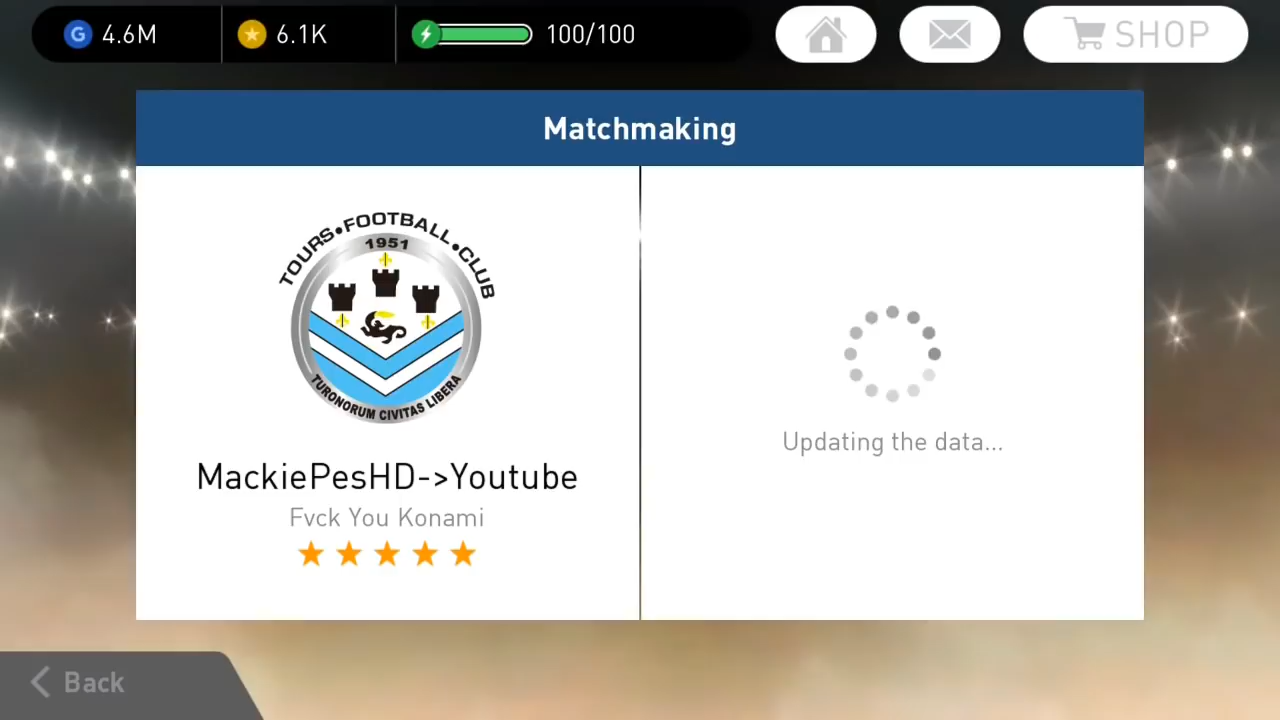 G 4.6M
6.1K
100/100
SHOP
Matchmaking
TOURS•FOOTBALL•CLUB
1951
TURONORUM CIVITAS LIBERA
MackiePesHD->Youtube
Fvck You Konami
Updating the data...
Back